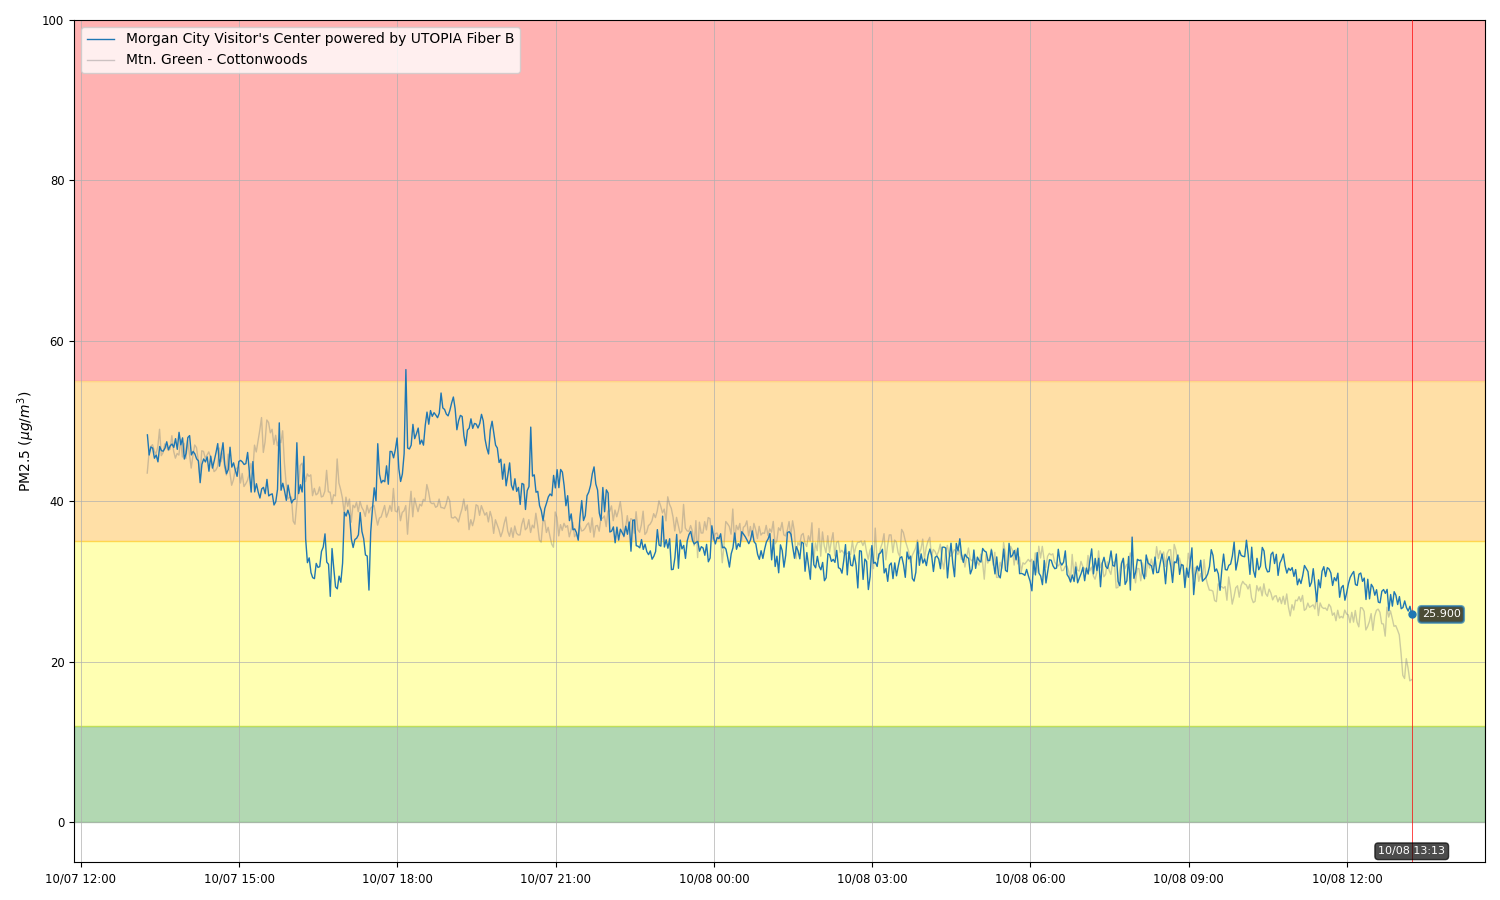 100
Morgan City Visitor's Center powered by UTOPIA Fiber B
Mtn. Green - Cottonwoods
80
60
PM2.5 (μg/m³)
40
25.900
20
0
10/08 13:13
10/07 12:00 10/07 15:00 10/07 18:00 10/07 21:00 10/08 00:00 10/08 03:00 10/08 06:00 10/08 09:00 10/08 12:00